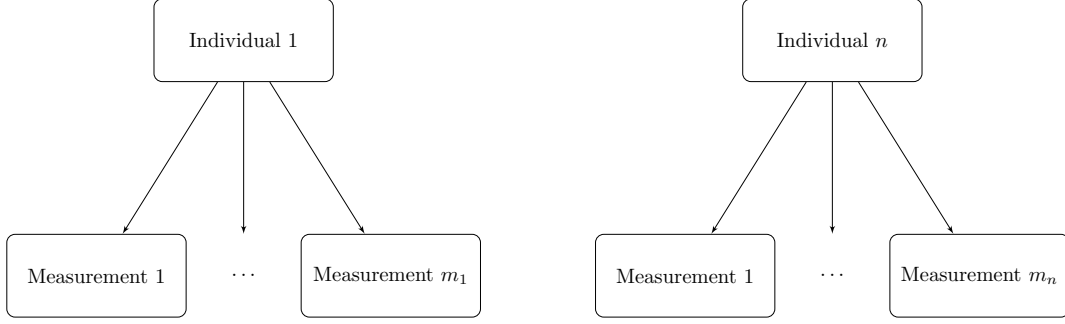 Individual 1
Individual n
Measurement 1
⋯
Measurement m₁
Measurement 1
⋯
Measurement mₙ